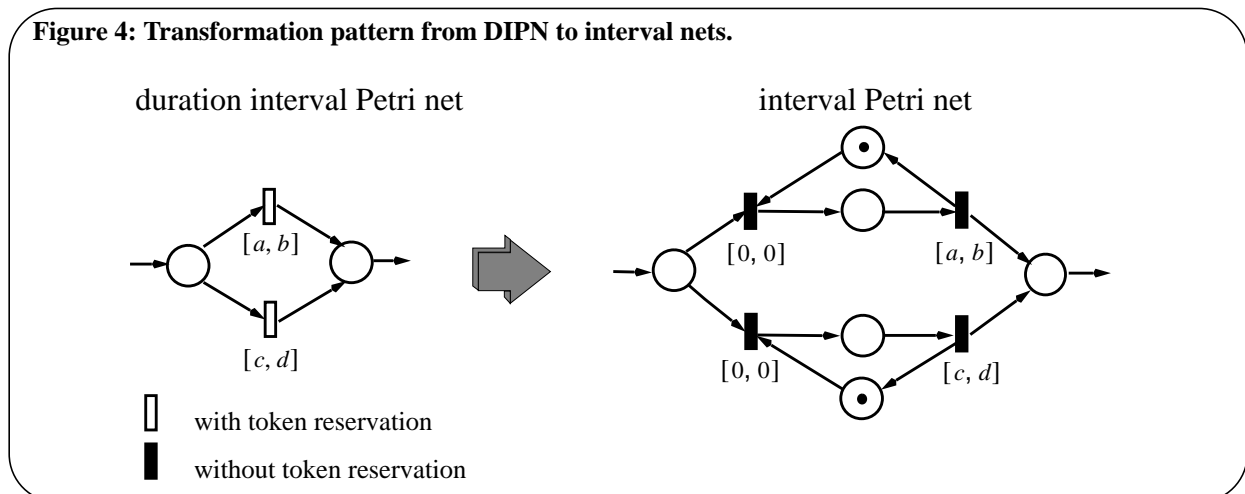 Figure 4: Transformation pattern from DIPN to interval nets.
duration interval Petri net
interval Petri net
[a, b]
[c, d]
[0, 0]
[a, b]
[0, 0]
[c, d]
with token reservation
without token reservation